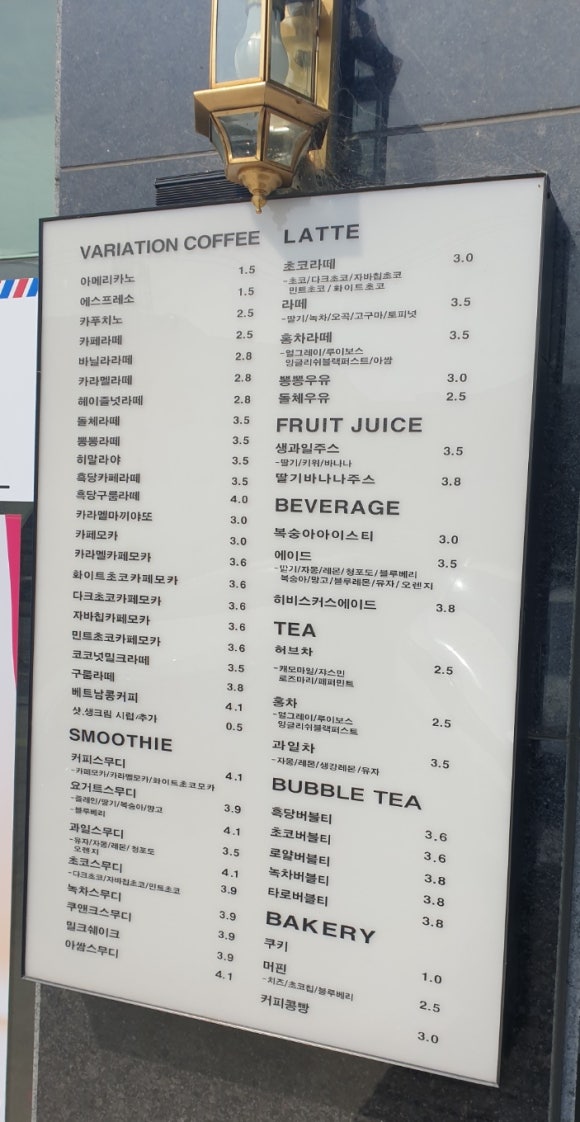 VARIATION COFFEE
아메리카노 1.5
에스프레소 1.5
카푸치노 2.5
카페라떼 2.5
바닐라라떼 2.8
카라멜라떼 2.8
헤이즐넛라떼 2.8
돌체라떼 3.5
뽕뽕라떼 3.5
히말라야 3.5
흑당카페라떼 3.5
흑당구룸라떼 4.0
카라멜마끼야또 3.0
카페모카 3.0
카라멜카페모카 3.6
화이트초코카페모카 3.6
다크초코카페모카 3.6
자바칩카페모카 3.6
민트초코카페모카 3.6
코코넛밀크라떼 3.5
구룸라떼 3.8
베트남콩커피 4.1
샷.생크림 시럽/추가 0.5
SMOOTHIE
커피스무디 4.1
-카페모카/카라멜모카/화이트초코모카
요거트스무디 3.9
-플레인/딸기/복숭아/망고
-블루베리 4.1
과일스무디 3.5
-유자/자몽/레몬/청포도
오렌지
초코스무디 4.1
-다크초코/자바칩초코/민트초코 3.9
녹차스무디 3.9
쿠앤크스무디 3.9
밀크쉐이크 3.9
아쌈스무디 4.1
LATTE
초코라떼 3.0
-초코/다크초코/자바칩초코
민트초코/화이트초코
라떼 3.5
-딸기/녹차/오곡/고구마/토피넛
홍차라떼 3.5
-얼그레이/루이보스
잉글리쉬블랙퍼스트/아쌈
뽕뽕우유 3.0
돌체우유 2.5
FRUIT JUICE
생과일주스 3.5
-딸기/키위/바나나
딸기바나나주스 3.8
BEVERAGE
복숭아아이스티 3.0
에이드 3.5
-딸기/자몽/레몬/청포도/블루베리
복숭아/망고/블루레몬/유자/오렌지
히비스커스에이드 3.8
TEA
허브차 2.5
-캐모마일/쟈스민
로즈마리/페퍼민트
홍차 2.5
-얼그레이/루이보스
잉글리쉬블랙퍼스트
과일차 3.5
-자몽/레몬/생강레몬/유자
BUBBLE TEA
흑당버블티 3.6
초코버블티 3.6
로얄버블티 3.8
녹차버블티 3.8
타로버블티 3.8
BAKERY
쿠키 1.0
머핀 2.5
-치즈/초코칩/블루베리
커피콩빵 3.0